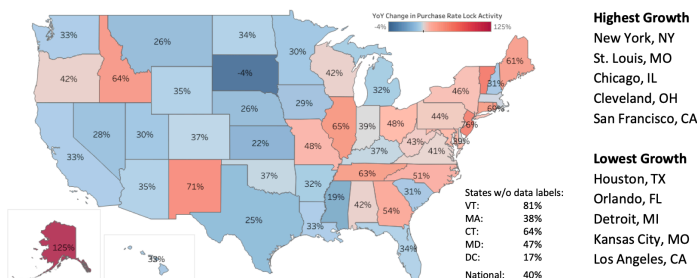 YoY Change in Purchase Rate Lock Activity
-4% 125%
33%
26%
34%
30%
42%
64%
35%
-4%
42%
32%
46%
31%
61%
28%
30%
37%
26%
29%
65%
39%
48%
44%
76%
69%
33%
22%
48%
37%
43%
41%
39%
35%
71%
37%
32%
63%
51%
25%
33%
19%
42%
54%
31%
34%
125%
33%
States w/o data labels:
VT: 81%
MA: 38%
CT: 64%
MD: 47%
DC: 17%
National: 40%
Highest Growth
New York, NY
St. Louis, MO
Chicago, IL
Cleveland, OH
San Francisco, CA
Lowest Growth
Houston, TX
Orlando, FL
Detroit, MI
Kansas City, MO
Los Angeles, CA